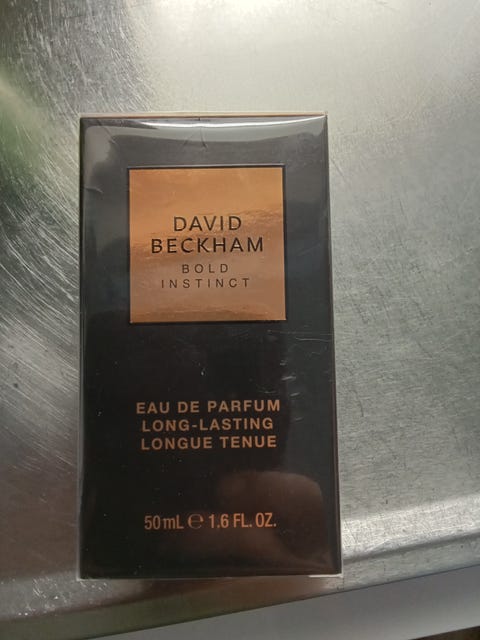 DAVID
BECKHAM
BOLD
INSTINCT
EAU DE PARFUM
LONG-LASTING
LONGUE TENUE
50 mL ℮ 1.6 FL. OZ.